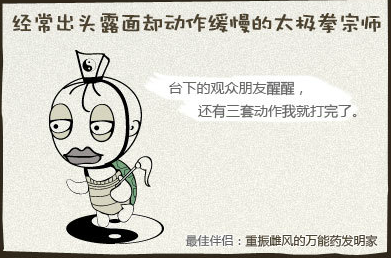 经常出头露面却动作缓慢的太极拳宗师
台下的观众朋友醒醒，
还有三套动作我就打完了。
最佳伴侣：重振雌风的万能药发明家